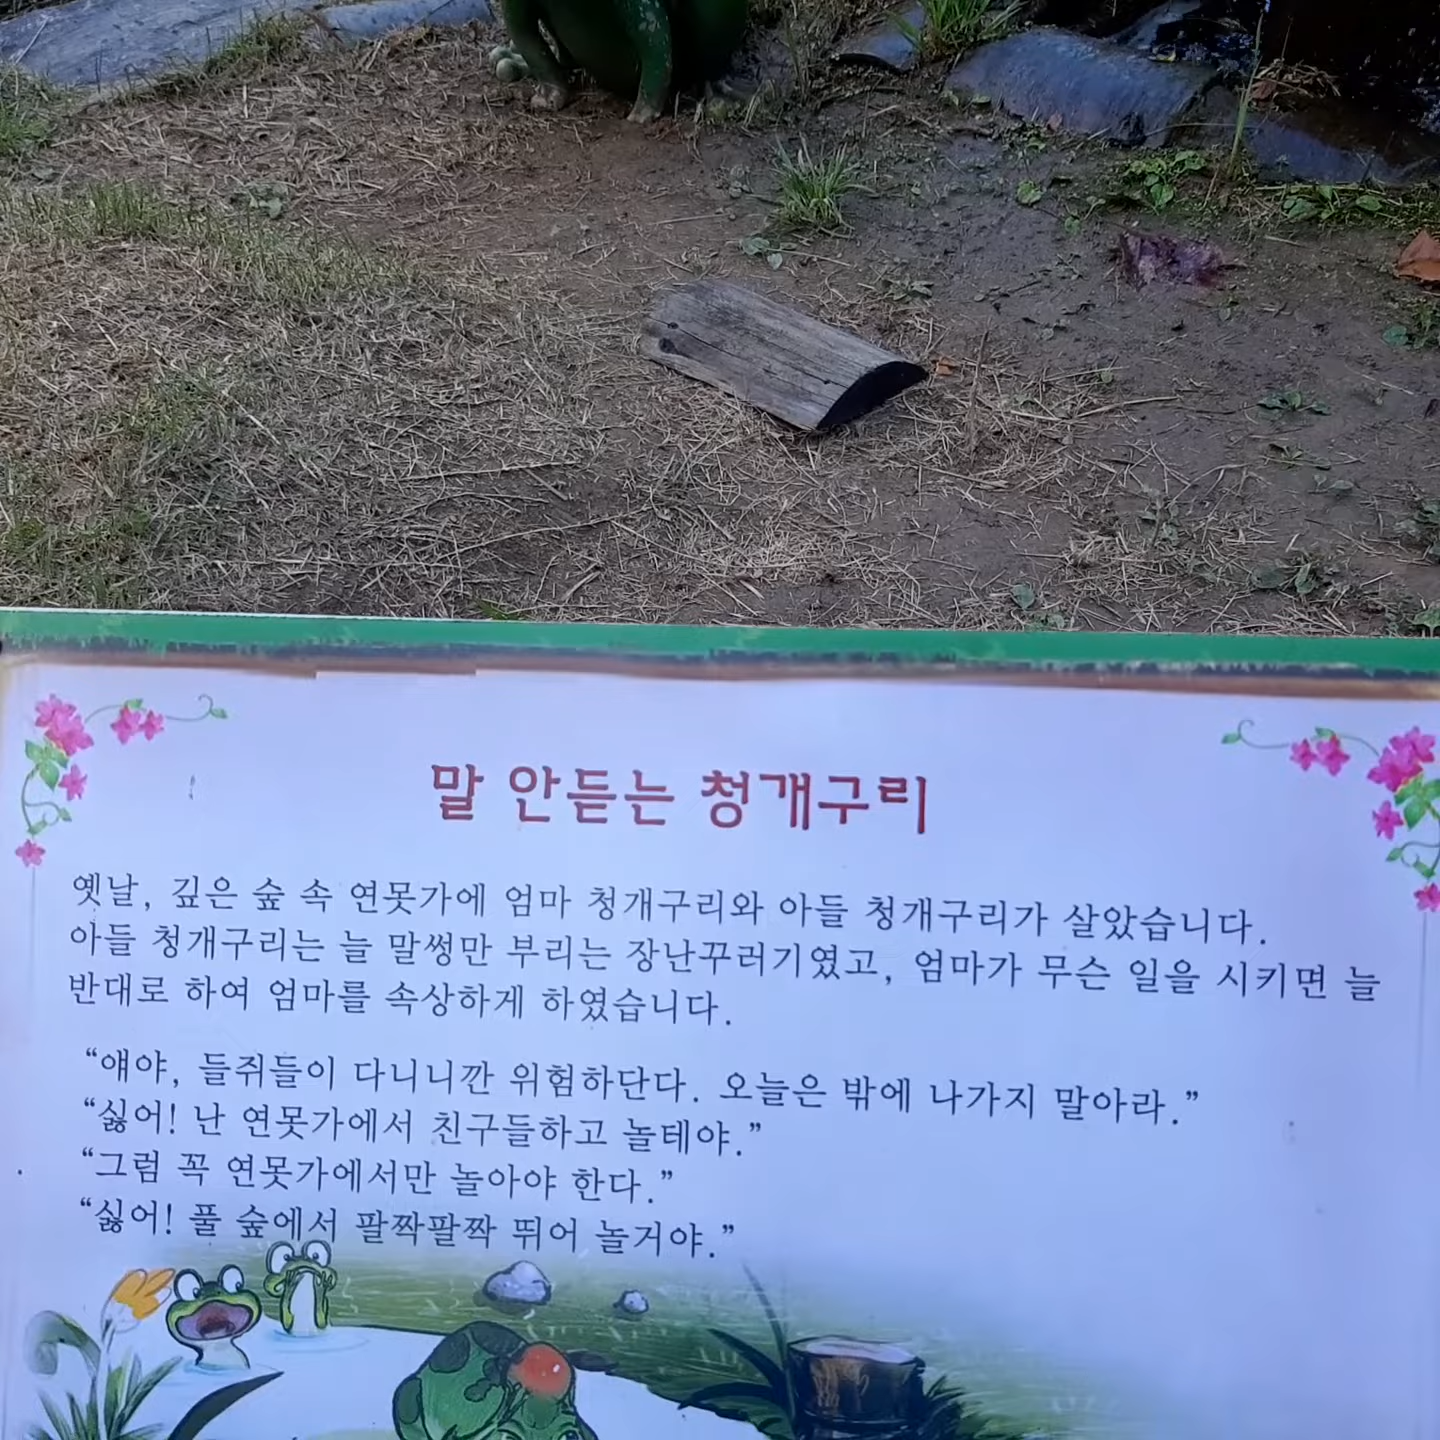 말 안듣는 청개구리
옛날, 깊은 숲 속 연못가에 엄마 청개구리와 아들 청개구리가 살았습니다.
아들 청개구리는 늘 말썽만 부리는 장난꾸러기였고, 엄마가 무슨 일을 시키면 늘
반대로 하여 엄마를 속상하게 하였습니다.
“얘야, 들쥐들이 다니니깐 위험하단다. 오늘은 밖에 나가지 말아라.”
“싫어! 난 연못가에서 친구들하고 놀테야.”
“그럼 꼭 연못가에서만 놀아야 한다.”
“싫어! 풀 숲에서 팔짝팔짝 뛰어 놀거야.”